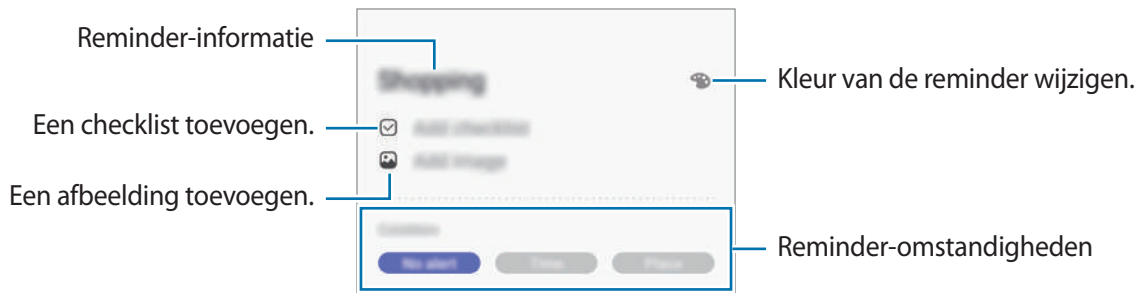 Reminder-informatie
Shopping
Kleur van de reminder wijzigen.
Een checklist toevoegen.
Add checklist
Add image
Een afbeelding toevoegen.
No alert
Time
Place
Reminder-omstandigheden